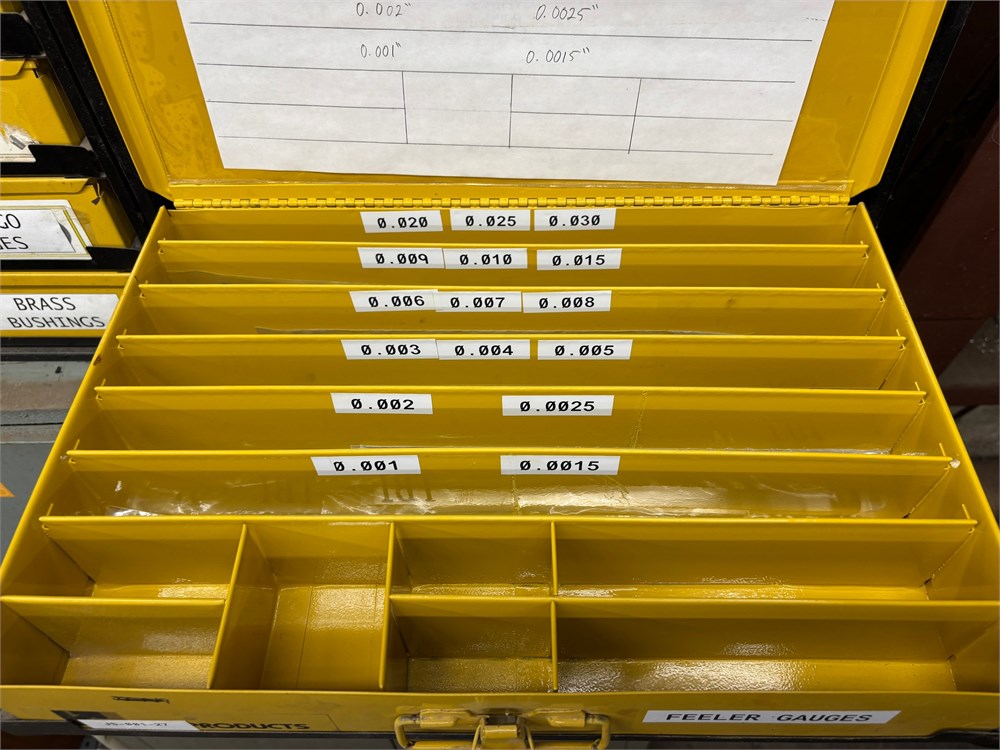 0.002" 0.0025"
0.001" 0.0015"
0.020 0.025 0.030
0.009 0.010 0.015
0.006 0.007 0.008
0.003 0.004 0.005
0.002 0.0025
0.001 0.0015
GO
ES
BRASS
BUSHINGS
RODUCTS
FEELER GAUGES